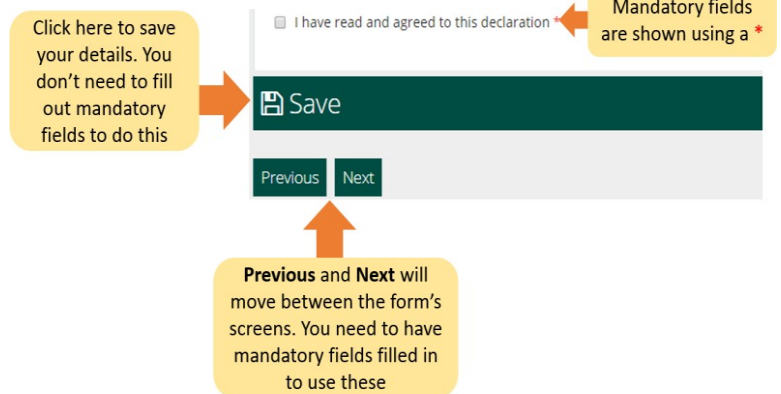 Click here to save
your details. You
don’t need to fill
out mandatory
fields to do this
I have read and agreed to this declaration *
Mandatory fields
are shown using a *
Save
Previous
Next
Previous and Next will
move between the form’s
screens. You need to have
mandatory fields filled in
to use these